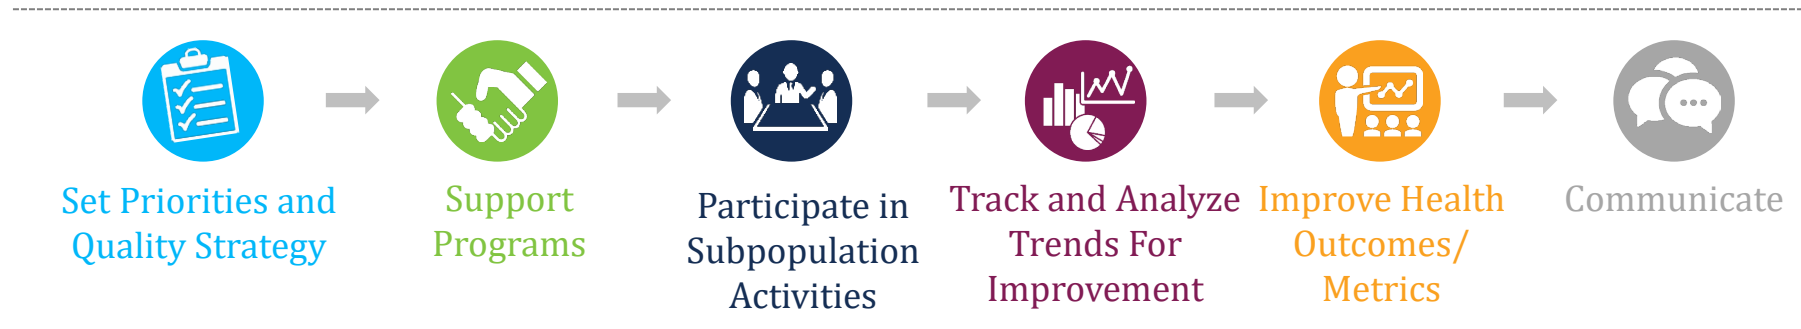 Set Priorities and
Quality Strategy
Support
Programs
Participate in
Subpopulation
Activities
Track and Analyze
Trends For
Improvement
Improve Health
Outcomes/
Metrics
Communicate